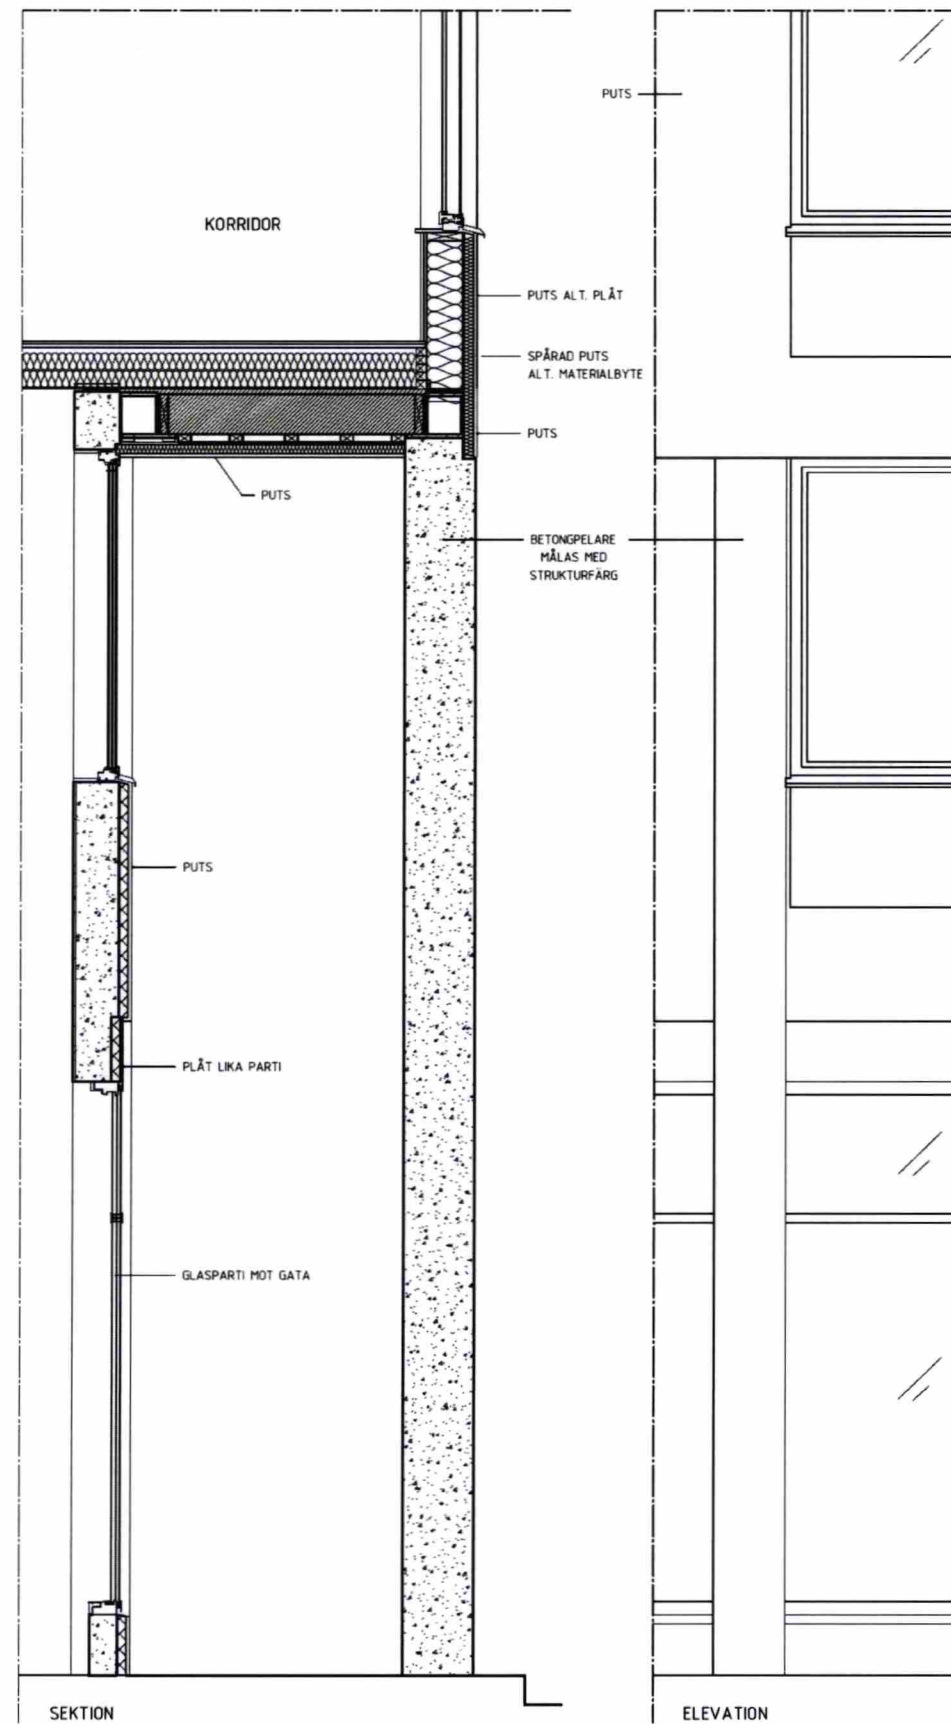 PUTS
KORRIDOR
PUTS ALT. PLÅT
SPÅRAD PUTS
ALT. MATERIALBYTE
PUTS
PUTS
BETONGPELARE
MÅLAS MED
STRUKTURFÄRG
PUTS
PLÅT LIKA PARTI
GLASPARTI MOT GATA
SEKTION
ELEVATION